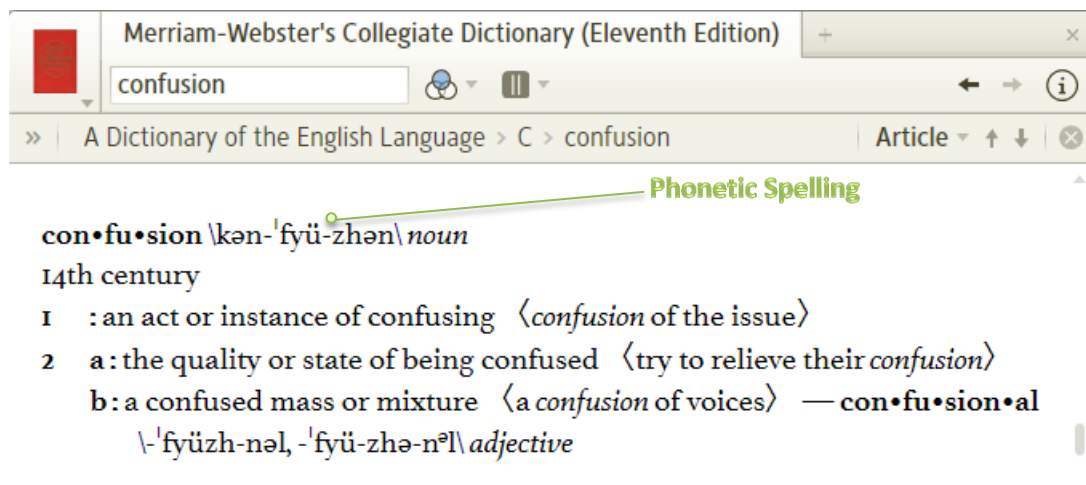 Merriam-Webster's Collegiate Dictionary (Eleventh Edition) +
confusion
» A Dictionary of the English Language > C > confusion Article
Phonetic Spelling
con•fu•sion \kən-ˈfyü-zhən\ noun
14th century
1 : an act or instance of confusing 〈confusion of the issue〉
2 a : the quality or state of being confused 〈try to relieve their confusion〉
b : a confused mass or mixture 〈a confusion of voices〉 — con•fu•sion•al
\-ˈfyüzh-nəl, -ˈfyü-zhə-nᵊl\ adjective